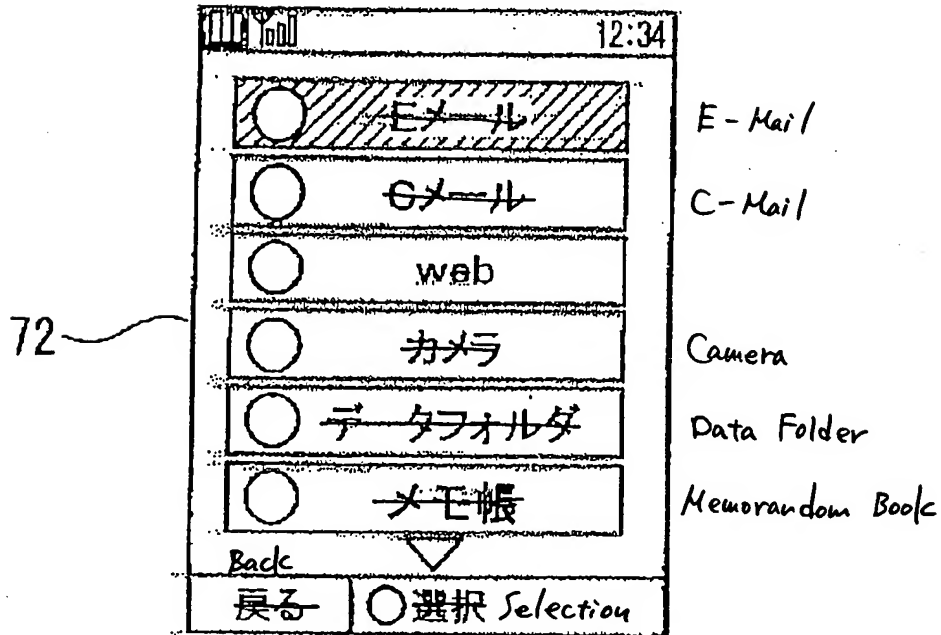 12:34
Eメール E-Mail
Cメール C-Mail
web
カメラ Camera
72
データフォルダ Data Folder
メモ帳 Memorandom Book
Back
戻る 選択 Selection